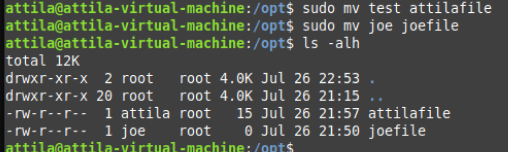 attila@attila-virtual-machine:/opt$ sudo mv test attilafile
attila@attila-virtual-machine:/opt$ sudo mv joe joefile
attila@attila-virtual-machine:/opt$ ls -alh
total 12K
drwxr-xr-x  2 root   root 4.0K Jul 26 22:53 .
drwxr-xr-x 20 root   root 4.0K Jul 26 21:15 ..
-rw-r--r--  1 attila root   15 Jul 26 21:57 attilafile
-rw-r--r--  1 joe    root    0 Jul 26 21:50 joefile
attila@attila-virtual-machine:/opt$